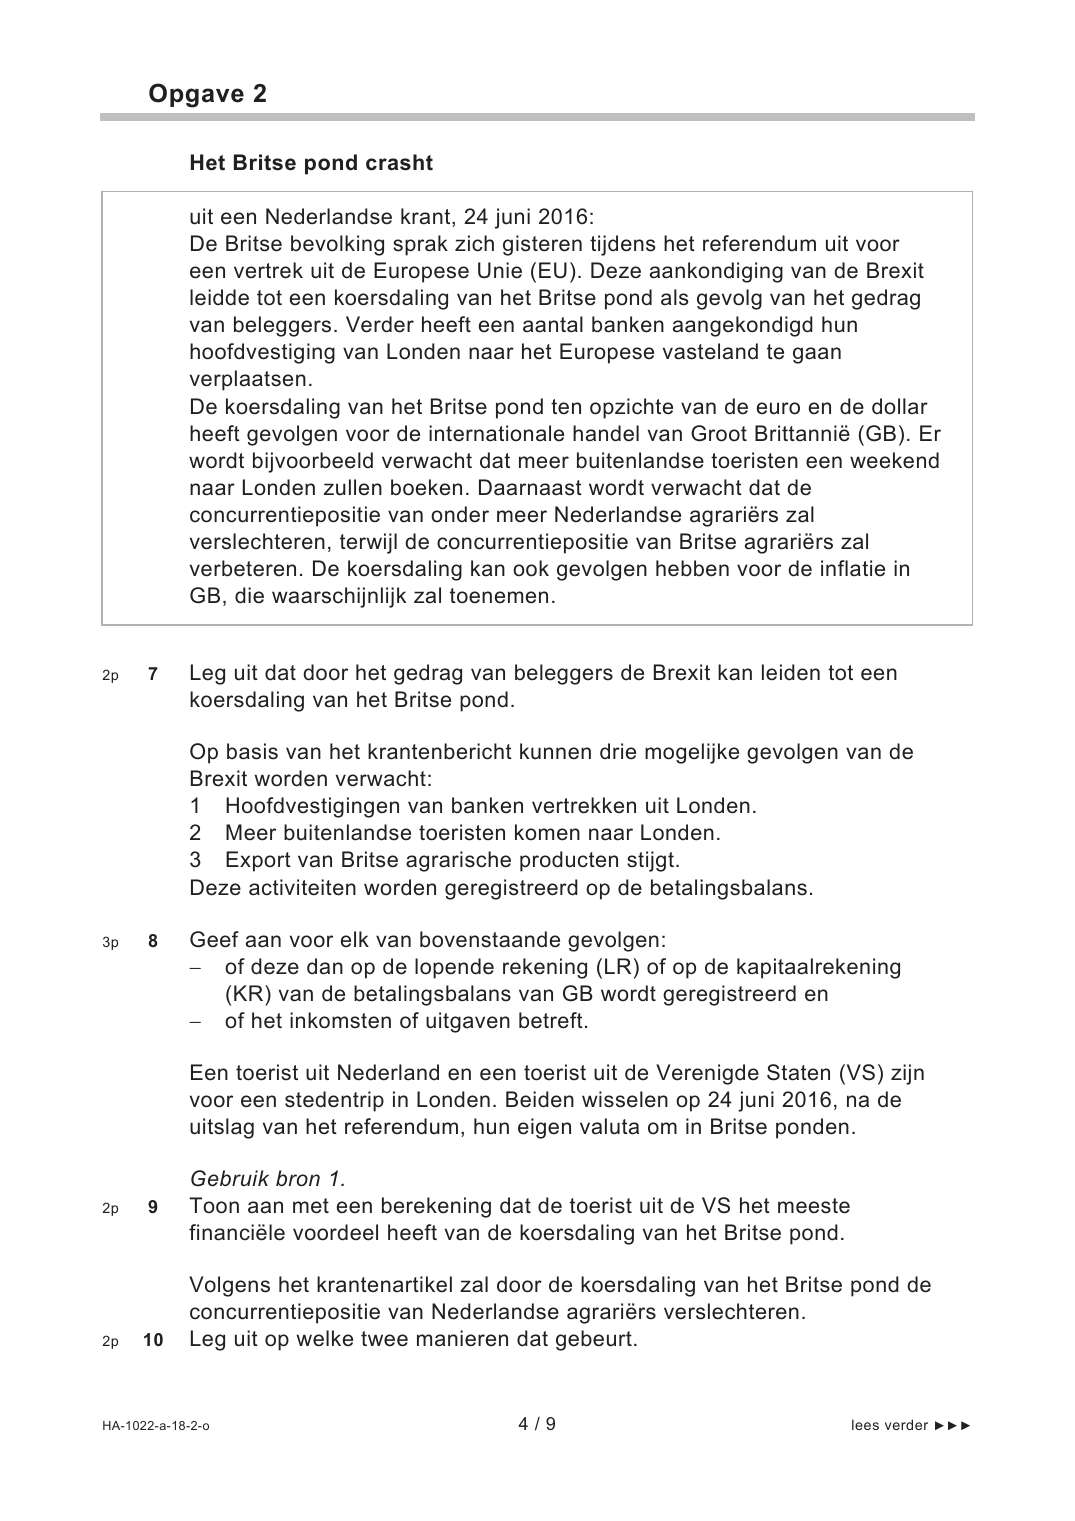 Opgave 2
Het Britse pond crasht
uit een Nederlandse krant, 24 juni 2016:
De Britse bevolking sprak zich gisteren tijdens het referendum uit voor
een vertrek uit de Europese Unie (EU). Deze aankondiging van de Brexit
leidde tot een koersdaling van het Britse pond als gevolg van het gedrag
van beleggers. Verder heeft een aantal banken aangekondigd hun
hoofdvestiging van Londen naar het Europese vasteland te gaan
verplaatsen.
De koersdaling van het Britse pond ten opzichte van de euro en de dollar
heeft gevolgen voor de internationale handel van Groot Brittannië (GB). Er
wordt bijvoorbeeld verwacht dat meer buitenlandse toeristen een weekend
naar Londen zullen boeken. Daarnaast wordt verwacht dat de
concurrentiepositie van onder meer Nederlandse agrariërs zal
verslechteren, terwijl de concurrentiepositie van Britse agrariërs zal
verbeteren. De koersdaling kan ook gevolgen hebben voor de inflatie in
GB, die waarschijnlijk zal toenemen.
2p 7 Leg uit dat door het gedrag van beleggers de Brexit kan leiden tot een
koersdaling van het Britse pond.
Op basis van het krantenbericht kunnen drie mogelijke gevolgen van de
Brexit worden verwacht:
1 Hoofdvestigingen van banken vertrekken uit Londen.
2 Meer buitenlandse toeristen komen naar Londen.
3 Export van Britse agrarische producten stijgt.
Deze activiteiten worden geregistreerd op de betalingsbalans.
3p 8 Geef aan voor elk van bovenstaande gevolgen:
− of deze dan op de lopende rekening (LR) of op de kapitaalrekening
(KR) van de betalingsbalans van GB wordt geregistreerd en
− of het inkomsten of uitgaven betreft.
Een toerist uit Nederland en een toerist uit de Verenigde Staten (VS) zijn
voor een stedentrip in Londen. Beiden wisselen op 24 juni 2016, na de
uitslag van het referendum, hun eigen valuta om in Britse ponden.
Gebruik bron 1.
2p 9 Toon aan met een berekening dat de toerist uit de VS het meeste
financiële voordeel heeft van de koersdaling van het Britse pond.
Volgens het krantenartikel zal door de koersdaling van het Britse pond de
concurrentiepositie van Nederlandse agrariërs verslechteren.
2p 10 Leg uit op welke twee manieren dat gebeurt.
HA-1022-a-18-2-o 4 / 9 lees verder ►►►